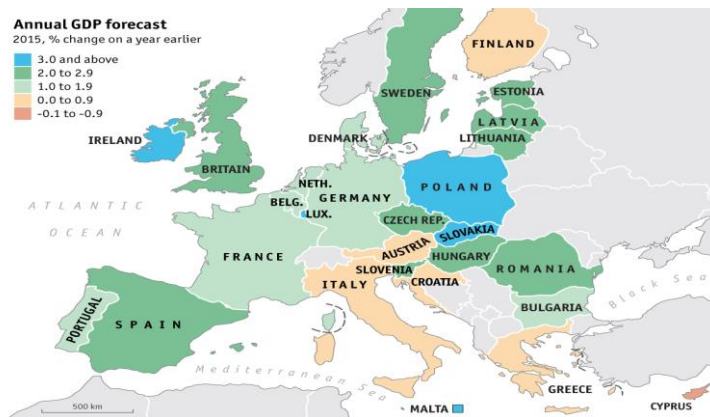 Annual GDP forecast
2015, % change on a year earlier
3.0 and above
2.0 to 2.9
1.0 to 1.9
0.0 to 0.9
-0.1 to -0.9
FINLAND
SWEDEN
ESTONIA
LATVIA
LITHUANIA
DENMARK
IRELAND
BRITAIN
NETH.
GERMANY
POLAND
BELG.
LUX.
ATLANTIC
OCEAN
CZECH REP.
SLOVAKIA
FRANCE
AUSTRIA
HUNGARY
SLOVENIA
ROMANIA
ITALY
CROATIA
Black Sea
BULGARIA
PORTUGAL
SPAIN
Mediterranean Sea
GREECE
500 km
MALTA
CYPRUS